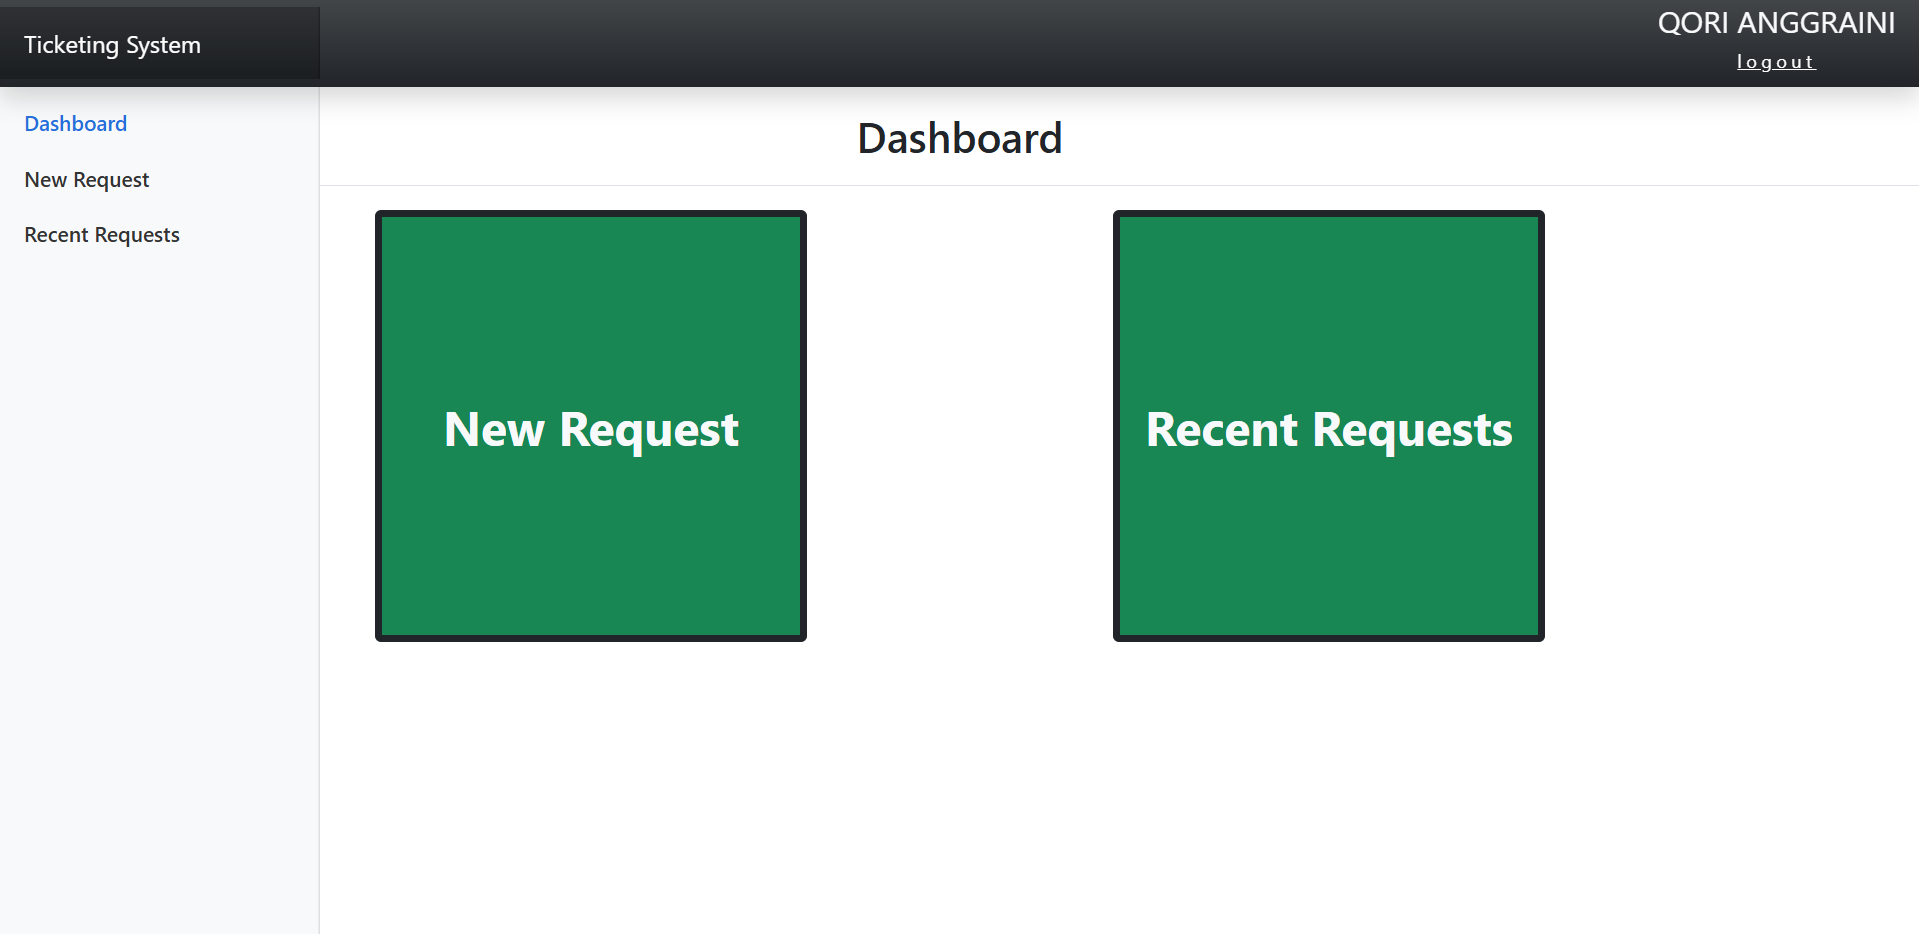 Ticketing System
QORI ANGGRAINI
logout
Dashboard
New Request
Recent Requests
Dashboard
New Request
Recent Requests